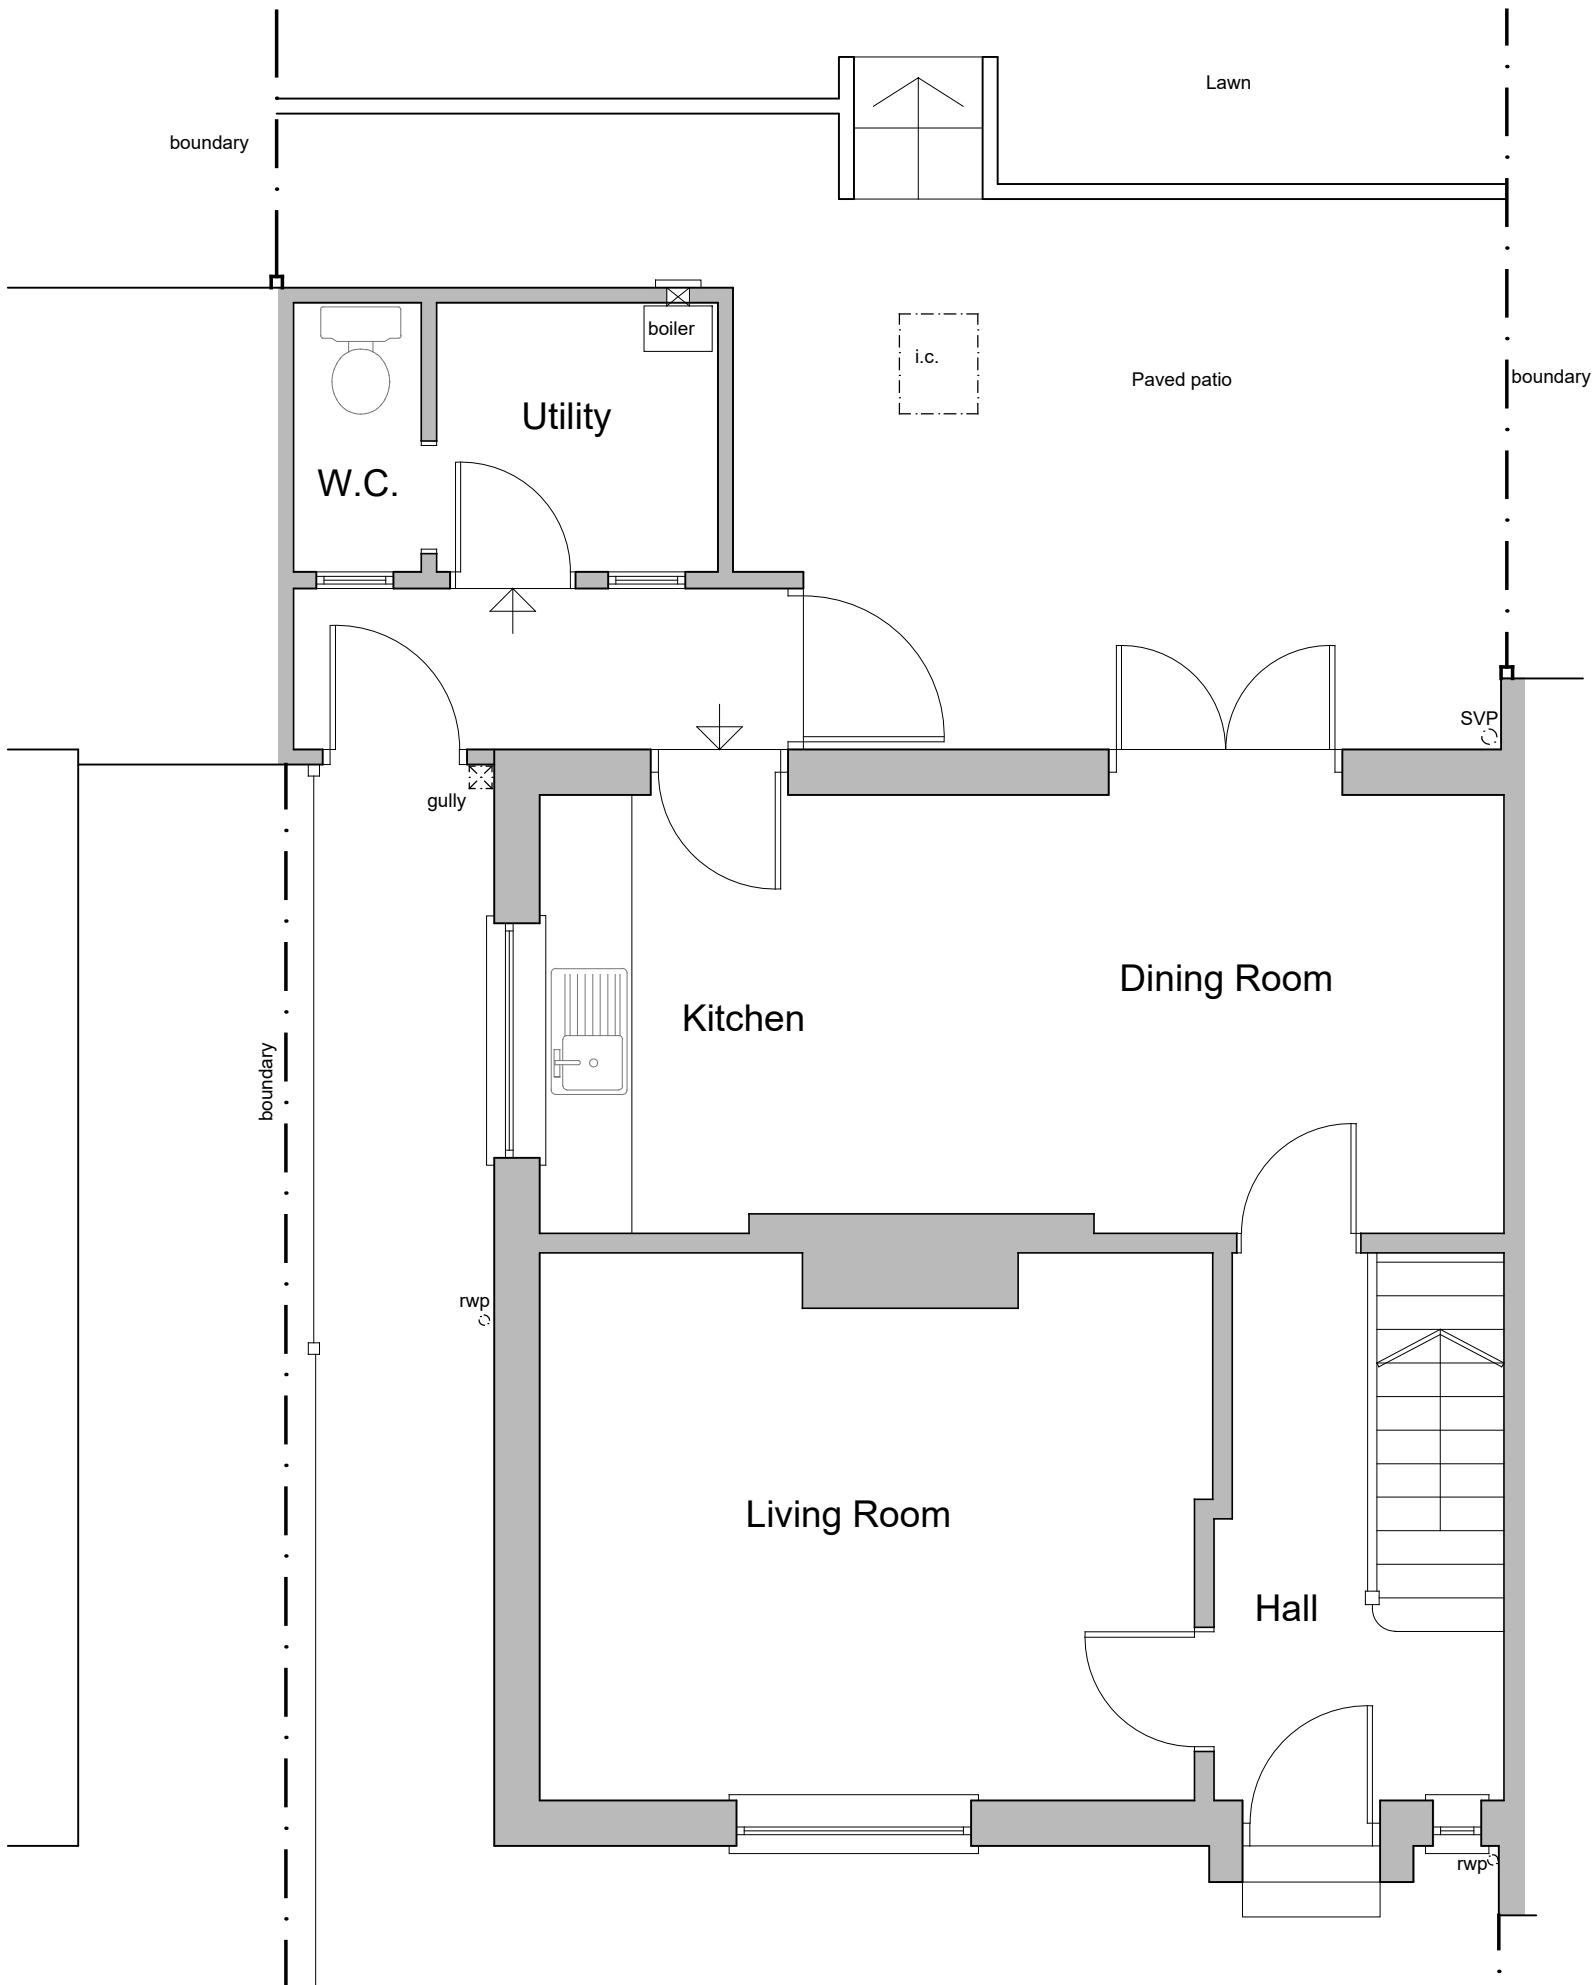 Lawn
boundary
boiler
i.c.
Paved patio
boundary
Utility
W.C.
SVP
gully
Dining Room
Kitchen
boundary
rwp
Living Room
Hall
rwp